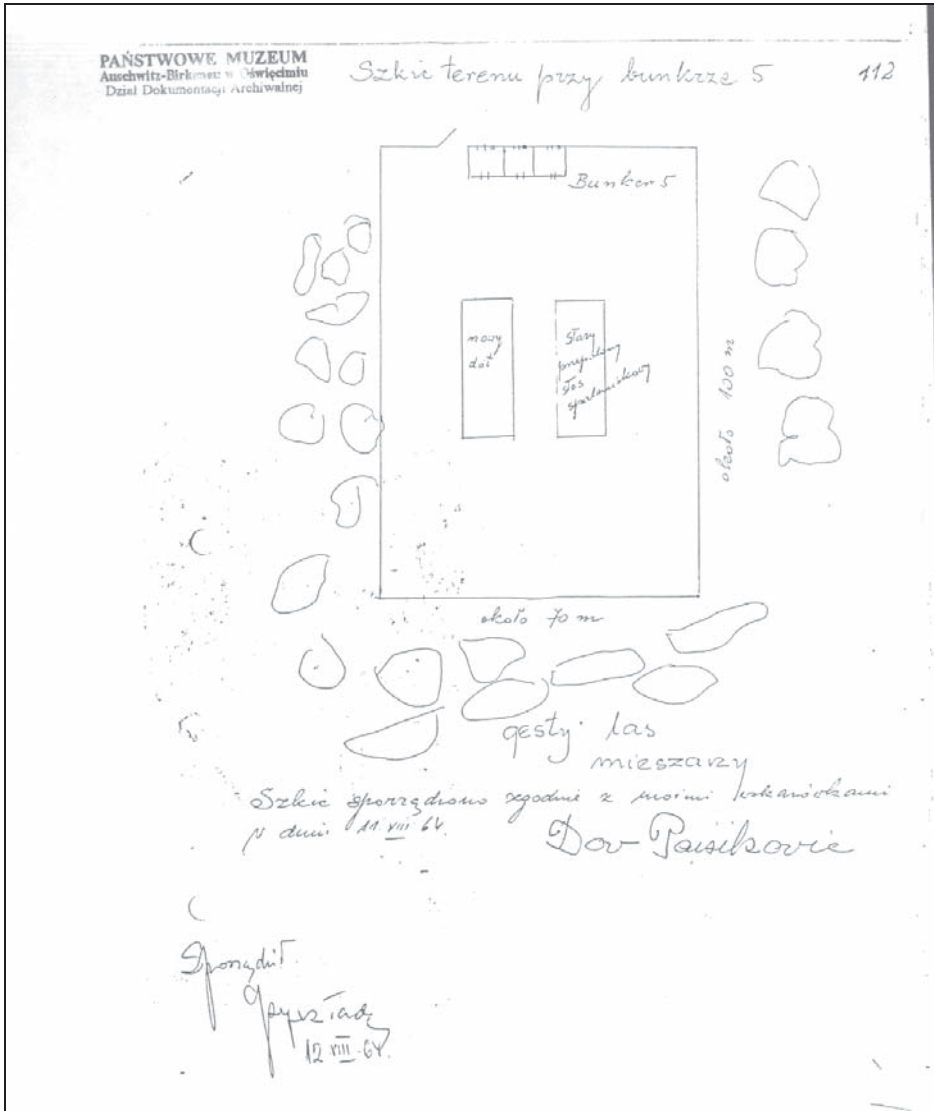 PAŃSTWOWE MUZEUM
Auschwitz-Birkenau w Oświęcimiu
Dział Dokumentacji Archiwalnej
Szkic terenu przy bunkrze 5
112
Bunker 5
nowy
dół
stary
stos
spaleniskowy
około 100 m
około 70 m
gęsty las
mieszany
Szkic sporządzono zgodnie z moimi wskazówkami
w dniu 11 VIII 64.
Dov Paisikovic
Sporządził
12 VIII 64.